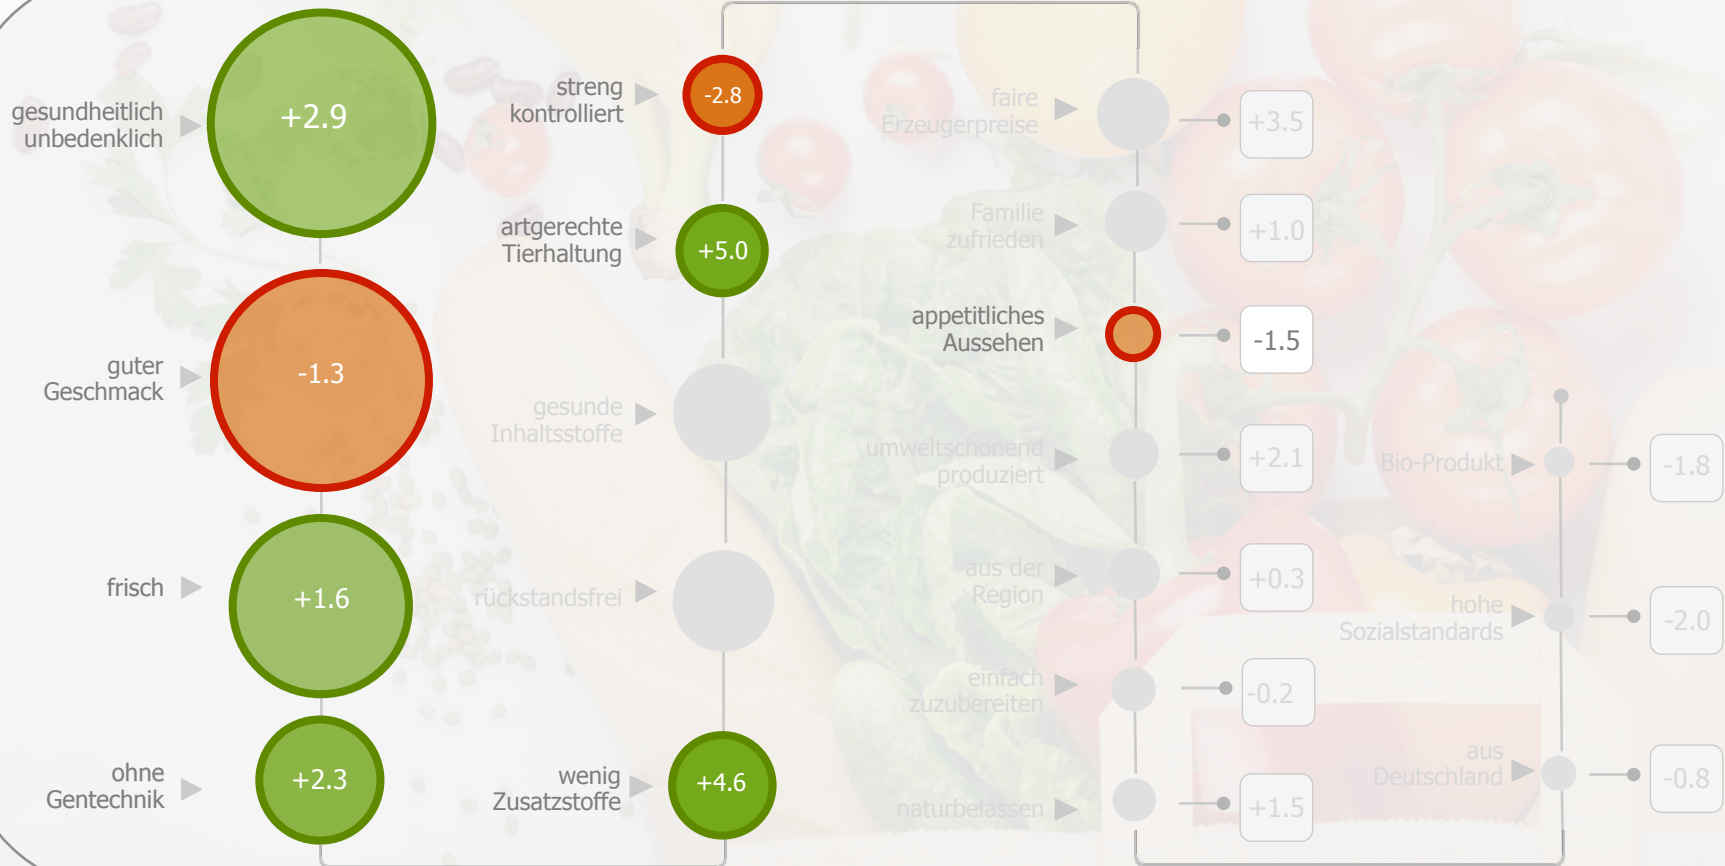 gesundheitlich
unbedenklich
+2.9
guter
Geschmack
-1.3
frisch
+1.6
ohne
Gentechnik
+2.3
streng
kontrolliert
-2.8
artgerechte
Tierhaltung
+5.0
gesunde
Inhaltsstoffe
rückstandsfrei
wenig
Zusatzstoffe
+4.6
faire
Erzeugerpreise
+3.5
Familie
zufrieden
+1.0
appetitliches
Aussehen
-1.5
umweltschonend
produziert
+2.1
aus der
Region
+0.3
einfach
zuzubereiten
-0.2
naturbelassen
+1.5
Bio-Produkt
-1.8
hohe
Sozialstandards
-2.0
aus
Deutschland
-0.8